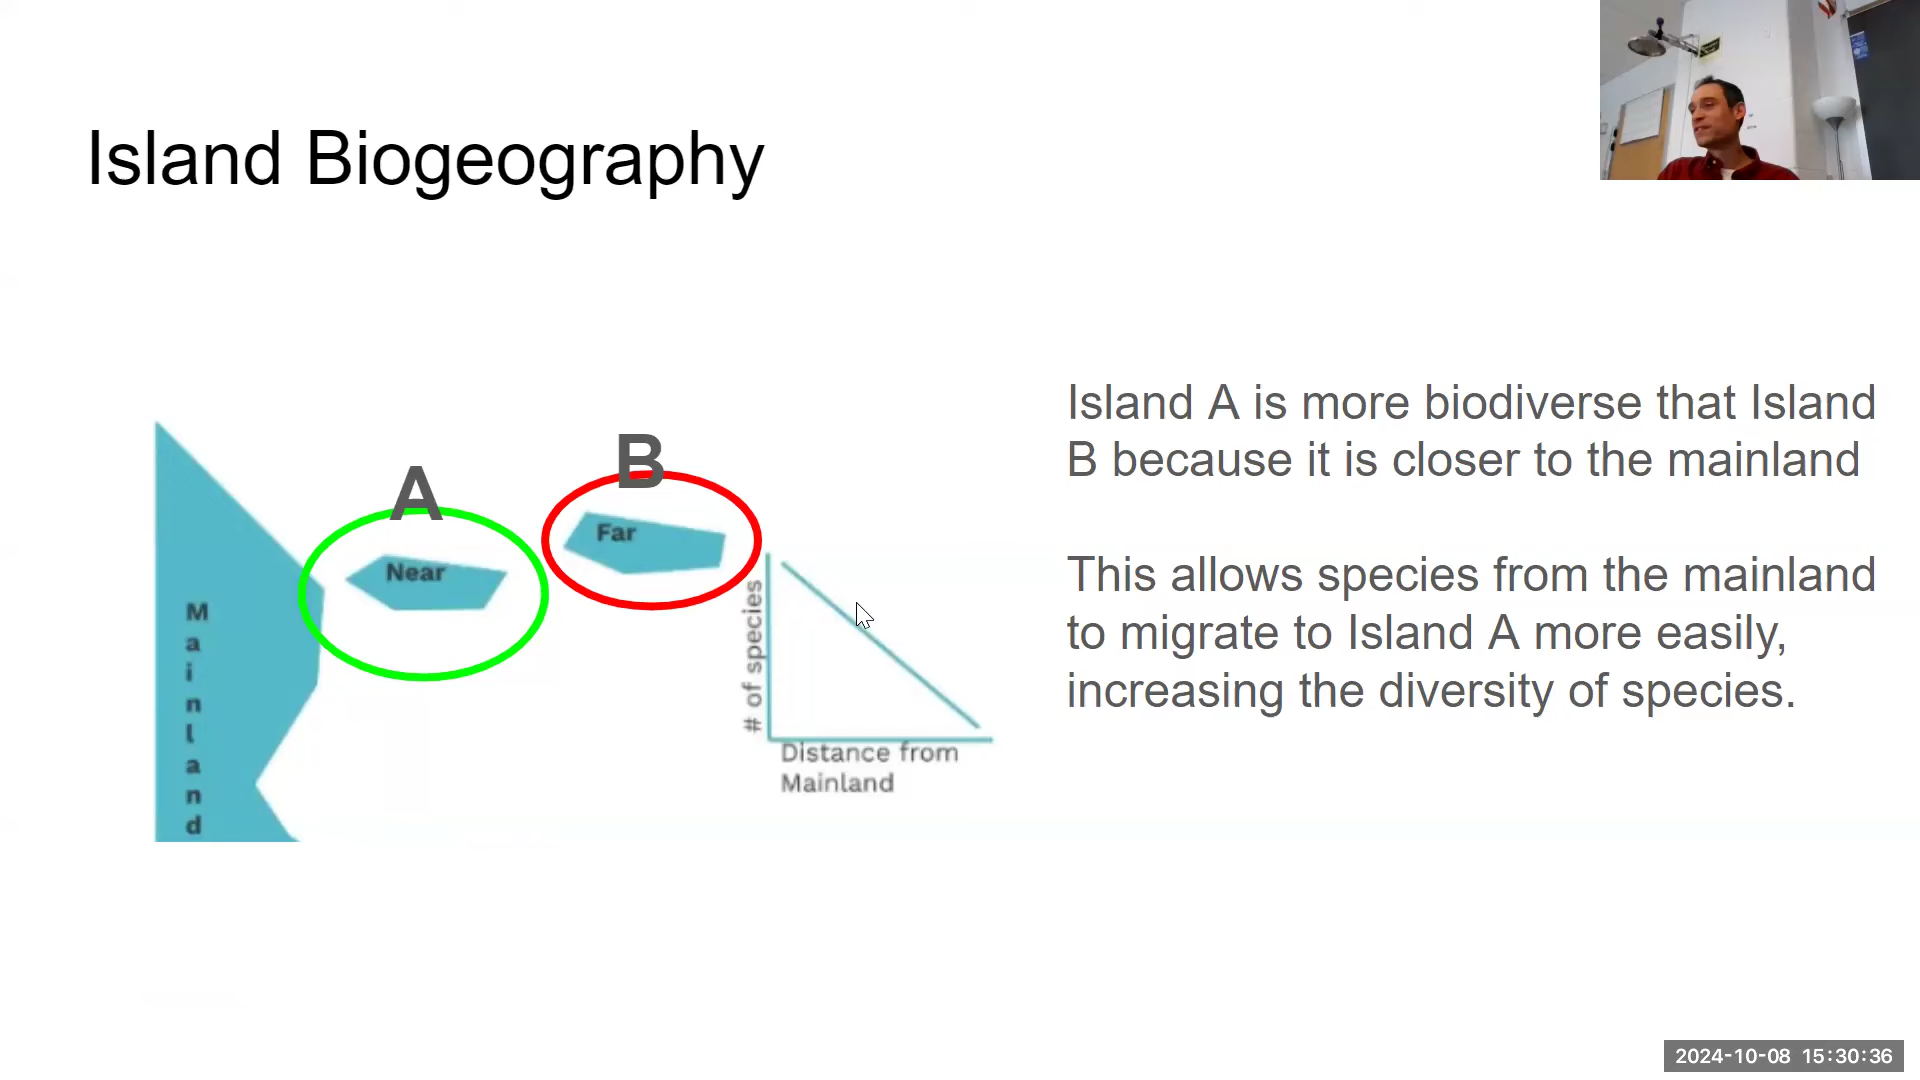 Island Biogeography
Island A is more biodiverse that Island
B because it is closer to the mainland
This allows species from the mainland
to migrate to Island A more easily,
increasing the diversity of species.
A
B
Near
Far
Mainland
# of species
Distance from
Mainland
2024-10-08 15:30:36